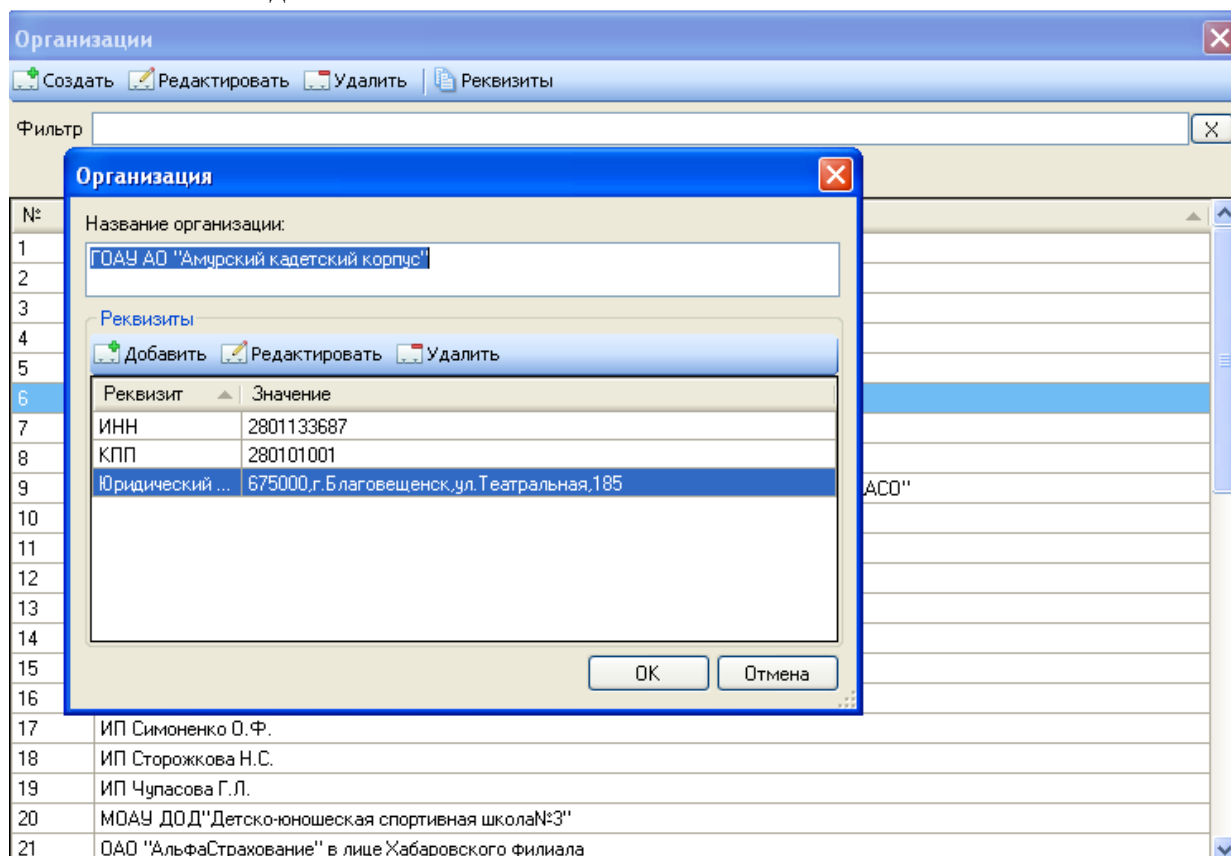 Организации
Создать Редактировать Удалить Реквизиты
Фильтр X
Организация
№
Название организации:
1
ГОАУ АО "Амурский кадетский корпус"
2
3
Реквизиты
4
Добавить Редактировать Удалить
5
6
Реквизит Значение
7
ИНН 2801133687
8
КПП 280101001
9
Юридический ... 675000,г.Благовещенск,ул.Театральная,185
АСО"
10
11
12
13
14
15
OK Отмена
16
17 ИП Симоненко О.Ф.
18 ИП Сторожкова Н.С.
19 ИП Чупасова Г.Л.
20 МОАУ ДОД"Детско-юношеская спортивная школа№3"
21 ОАО "АльфаСтрахование" в лице Хабаровского филиала